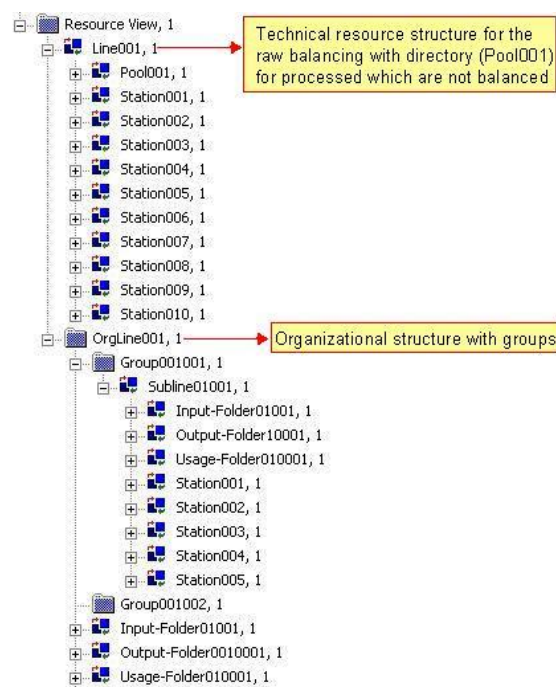 Resource View, 1
Line001, 1
Technical resource structure for the
raw balancing with directory (Pool001)
for processed which are not balanced
Pool001, 1
Station001, 1
Station002, 1
Station003, 1
Station004, 1
Station005, 1
Station006, 1
Station007, 1
Station008, 1
Station009, 1
Station010, 1
OrgLine001, 1
Organizational structure with groups
Group001001, 1
Subline01001, 1
Input-Folder01001, 1
Output-Folder10001, 1
Usage-Folder010001, 1
Station001, 1
Station002, 1
Station003, 1
Station004, 1
Station005, 1
Group001002, 1
Input-Folder01001, 1
Output-Folder0010001, 1
Usage-Folder010001, 1